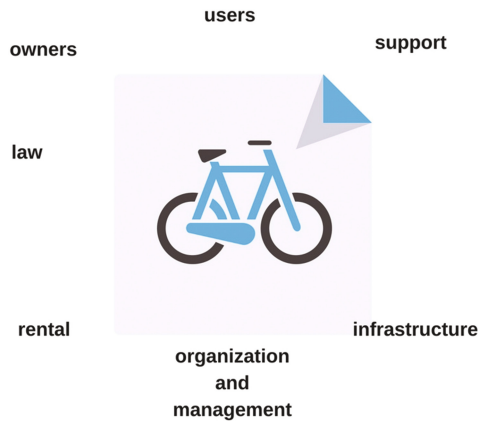 users
owners
support
law
rental
infrastructure
organization
and
management